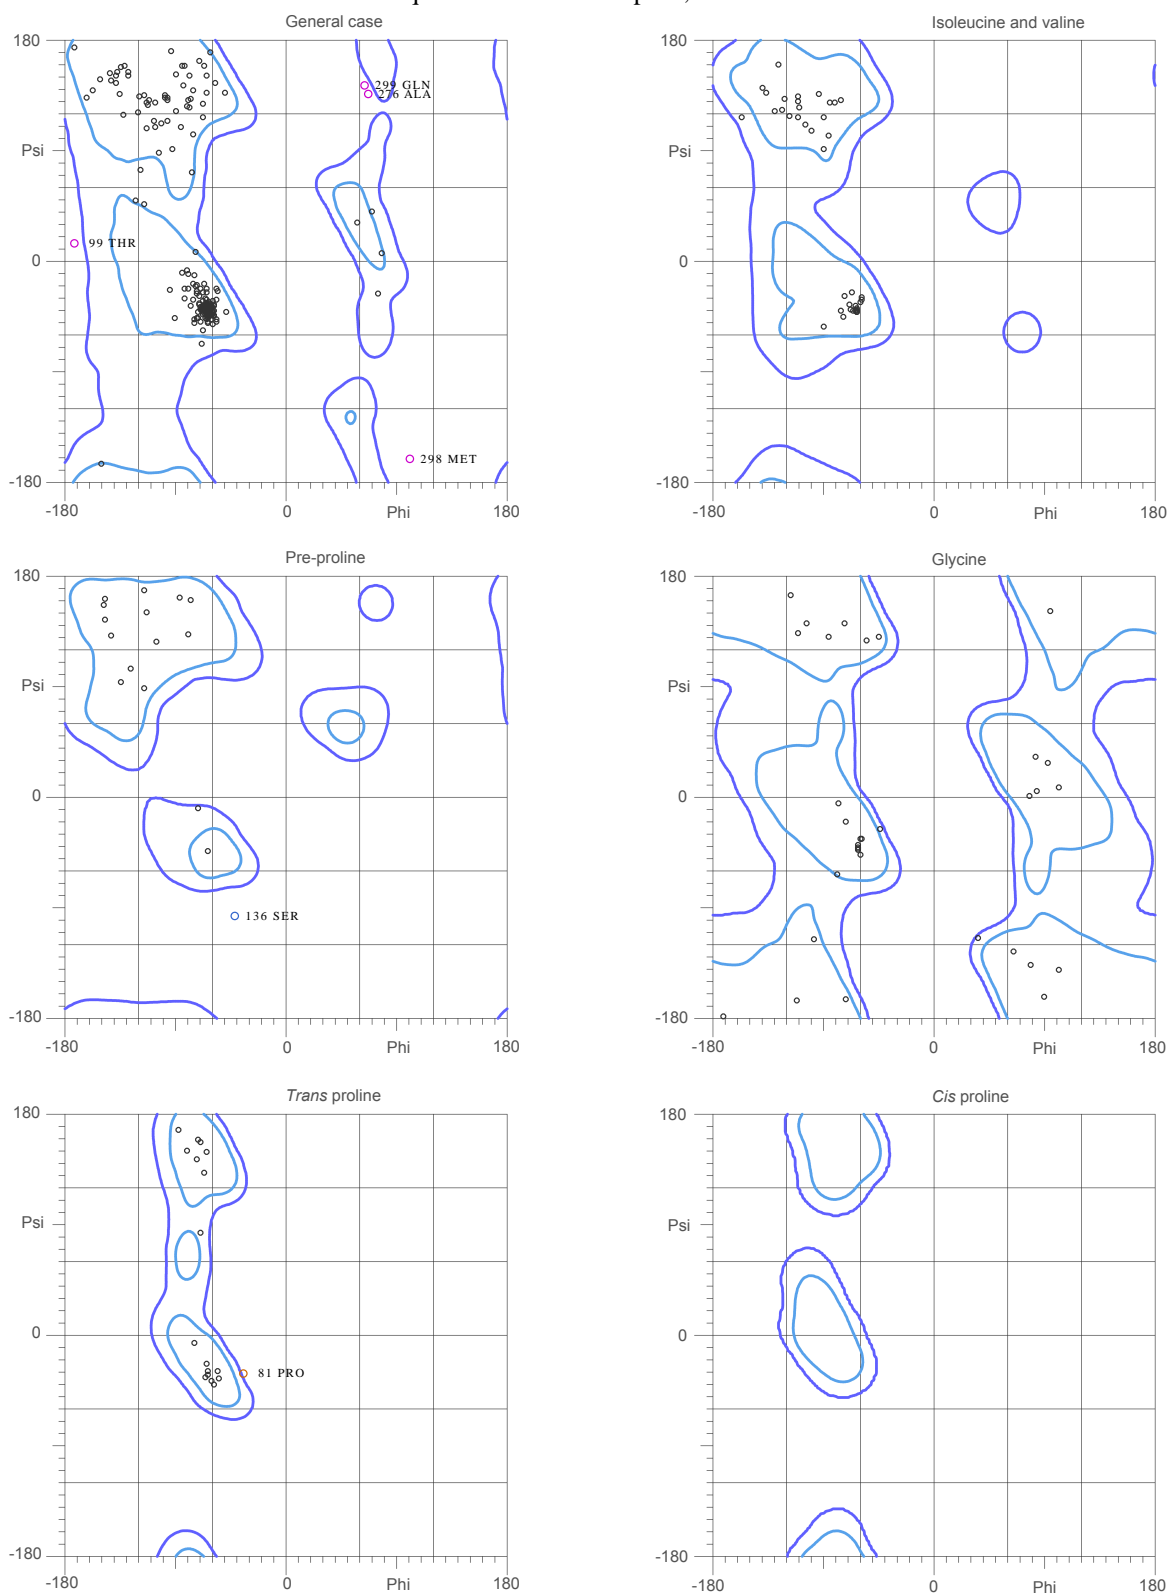 General case
180
Psi
0
-180
-180
0
Phi
180
299 GLN
276 ALA
99 THR
298 MET
Isoleucine and valine
180
Psi
0
-180
-180
0
Phi
180
Pre-proline
180
Psi
0
-180
-180
0
Phi
180
136 SER
Glycine
180
Psi
0
-180
-180
0
Phi
180
Trans proline
180
Psi
0
-180
-180
0
Phi
180
81 PRO
Cis proline
180
Psi
0
-180
-180
0
Phi
180